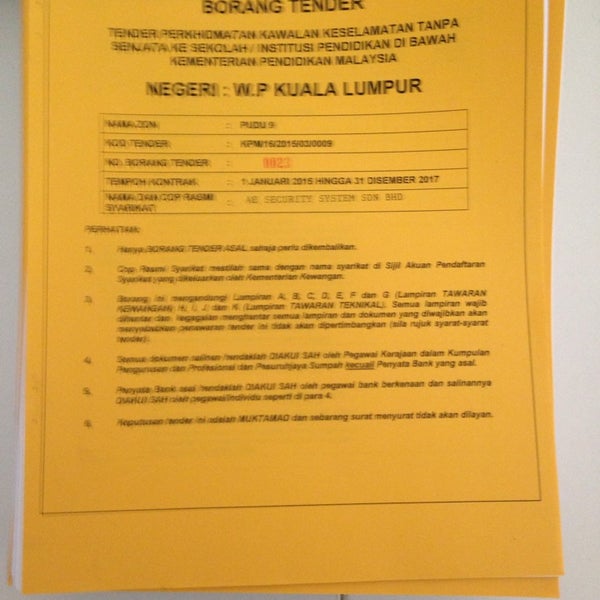 BORANG TENDER
TENDER PERKHIDMATAN KAWALAN KESELAMATAN TANPA
SENJATA KE SEKOLAH / INSTITUSI PENDIDIKAN DI BAWAH
KEMENTERIAN PENDIDIKAN MALAYSIA
NEGERI : W.P KUALA LUMPUR
NAMA ZON : PUDU 9
KOD TENDER : KPM/16/2015/03/0009
NO. BORANG TENDER : 0023
TEMPOH KONTRAK : 1 JANUARI 2015 HINGGA 31 DISEMBER 2017
NAMA DAN COP RASMI : AE SECURITY SYSTEM SDN BHD
SYARIKAT
PERHATIAN:
1. Hanya BORANG TENDER ASAL sahaja perlu dikembalikan.
2. Cop Rasmi Syarikat mestilah sama dengan nama syarikat di Sijil Akuan Pendaftaran
Syarikat yang dikeluarkan oleh Kementerian Kewangan.
3. Borang ini mengandungi Lampiran A, B, C, D, E, F dan G (Lampiran TAWARAN
KEWANGAN) H, I, J dan K (Lampiran TAWARAN TEKNIKAL). Semua lampiran wajib
dihantar dan kegagalan menghantar semua lampiran dan dokumen yang diwajibkan akan
menyebabkan penawaran tender ini tidak akan dipertimbangkan (sila rujuk syarat-syarat
tender).
4. Semua dokumen salinan hendaklah DIAKUI SAH oleh Pegawai Kerajaan dalam Kumpulan
Pengurusan dan Profesional dan Pesuruhjaya Sumpah kecuali Penyata Bank yang asal.
5. Penyata Bank asal hendaklah DIAKUI SAH oleh pegawai bank berkenaan dan salinannya
DIAKUI SAH oleh pegawai/individu seperti di para 4.
6. Keputusan tender ini adalah MUKTAMAD dan sebarang surat menyurat tidak akan dilayan.